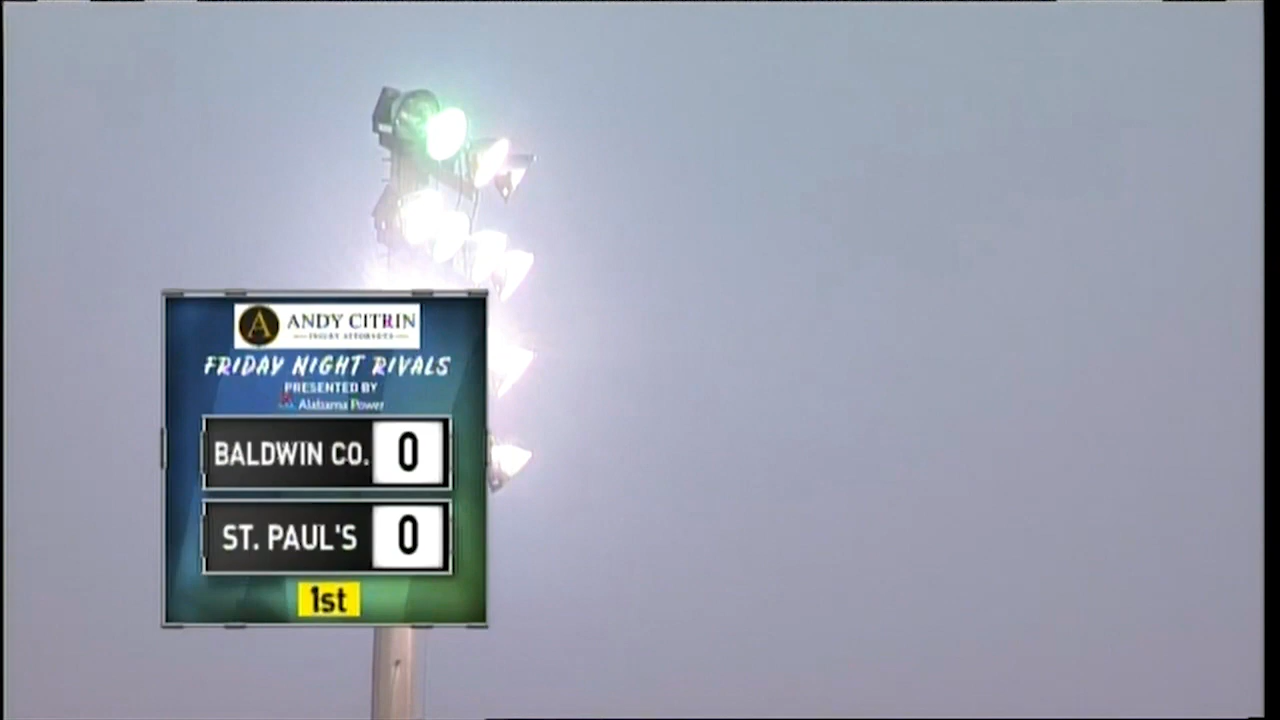 A
ANDY CITRIN
INJURY ATTORNEYS
FRIDAY NIGHT RIVALS
PRESENTED BY
Alabama Power
BALDWIN CO. 0
ST. PAUL'S 0
1st